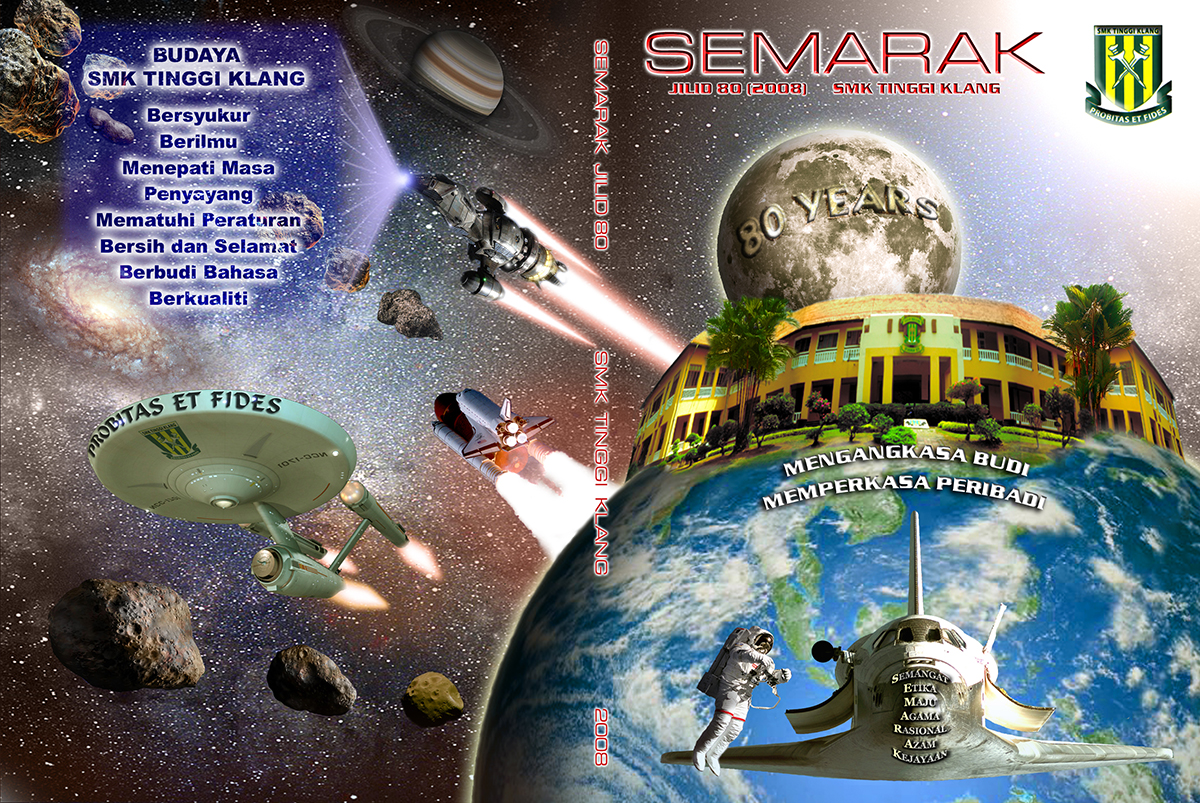 BUDAYA
SMK TINGGI KLANG
Bersyukur
Berilmu
Menepati Masa
Penyayang
Mematuhi Peraturan
Bersih dan Selamat
Berbudi Bahasa
Berkualiti
PROBITAS ET FIDES
NCC-1701
SEMARAK JILID 80
SMK TINGGI KLANG
2008
SEMARAK
JILID 80 (2008) SMK TINGGI KLANG
SMK TINGGI KLANG
PROBITAS ET FIDES
80 YEARS
MENGANGKASA BUDI
MEMPERKASA PERIBADI
SEMANGAT
ETIKA
MAJU
AGAMA
RASIONAL
AZAM
KEJAYAAN